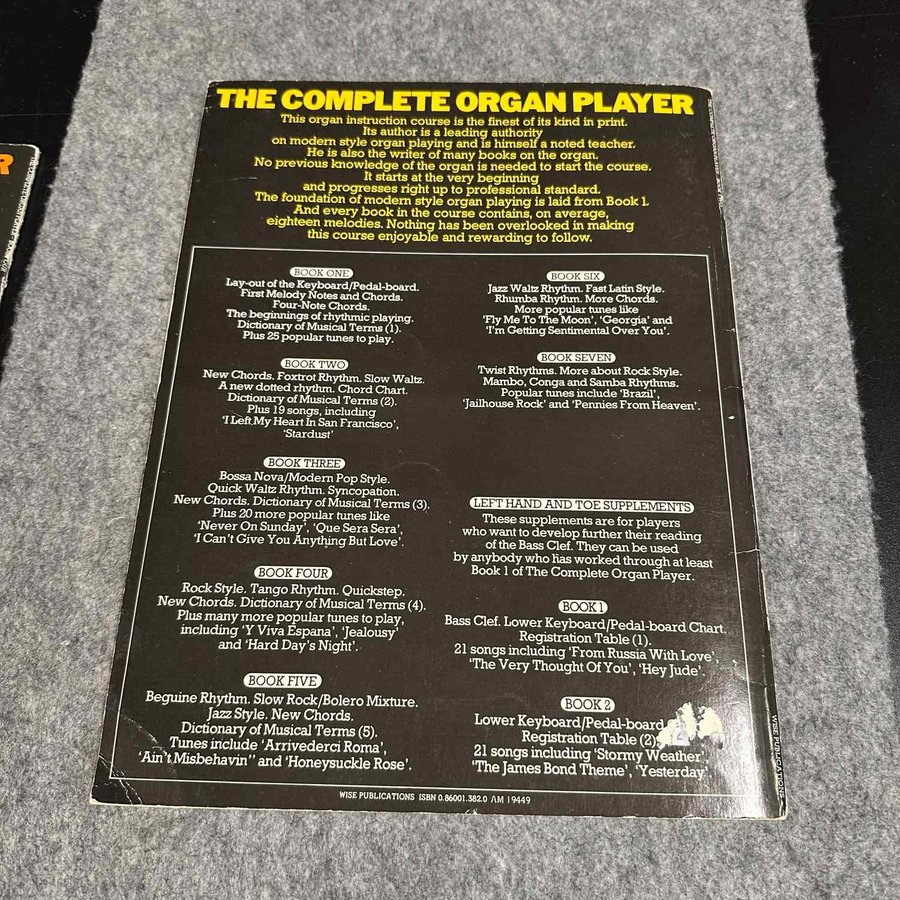 THE COMPLETE ORGAN PLAYER
This organ instruction course is the finest of its kind in print.
Its author is a leading authority
on modern style organ playing and is himself a noted teacher.
He is also the writer of many books on the organ.
No previous knowledge of the organ is needed to start the course.
It starts at the very beginning
and progresses right up to professional standard.
The foundation of modern style organ playing is laid from Book 1.
And every book in the course contains, on average,
eighteen melodies. Nothing has been overlooked in making
this course enjoyable and rewarding to follow.
BOOK ONE
Lay-out of the Keyboard/Pedal-board.
First Melody Notes and Chords.
Four-Note Chords.
The beginnings of rhythmic playing.
Dictionary of Musical Terms (1).
Plus 25 popular tunes to play.
BOOK TWO
New Chords. Foxtrot Rhythm. Slow Waltz.
A new dotted rhythm. Chord Chart.
Dictionary of Musical Terms (2).
Plus 19 songs, including
'I Left My Heart In San Francisco',
'Stardust'
BOOK THREE
Bossa Nova/Modern Pop Style.
Quick Waltz Rhythm. Syncopation.
New Chords. Dictionary of Musical Terms (3)
Plus 20 more popular tunes like
'Never On Sunday', 'Que Sera Sera',
'I Can't Give You Anything But Love'.
BOOK FOUR
Rock Style. Tango Rhythm. Quickstep.
New Chords. Dictionary of Musical Terms (4).
Plus many more popular tunes to play,
including 'Y Viva Espana', 'Jealousy'
and 'Hard Day's Night'.
BOOK FIVE
Beguine Rhythm. Slow Rock/Bolero Mixture.
Jazz Style. New Chords.
Dictionary of Musical Terms (5).
Tunes include 'Arrivederci Roma',
'Ain't Misbehavin'' and 'Honeysuckle Rose'.
BOOK SIX
Jazz Waltz Rhythm. Fast Latin Style.
Rhumba Rhythm. More Chords.
More popular tunes like
'Fly Me To The Moon', 'Georgia' and
'I'm Getting Sentimental Over You'.
BOOK SEVEN
Twist Rhythms. More about Rock Style.
Mambo, Conga and Samba Rhythms.
Popular tunes include 'Brazil',
'Jailhouse Rock' and 'Pennies From Heaven'.
LEFT HAND AND TOE SUPPLEMENTS
These supplements are for players
who want to develop further their reading
of the Bass Clef. They can be used
by anybody who has worked through at least
Book 1 of The Complete Organ Player.
BOOK 1
Bass Clef. Lower Keyboard/Pedal-board Chart.
Registration Table (1).
21 songs including 'From Russia With Love',
'The Very Thought Of You', 'Hey Jude'.
BOOK 2
Lower Keyboard/Pedal-board
Registration Table (2)
21 songs including 'Stormy Weather',
'The James Bond Theme', 'Yesterday'.
WISE PUBLICATIONS ISBN 0.86001.382.0 AM 19449
WISE PUBLICATIONS
R